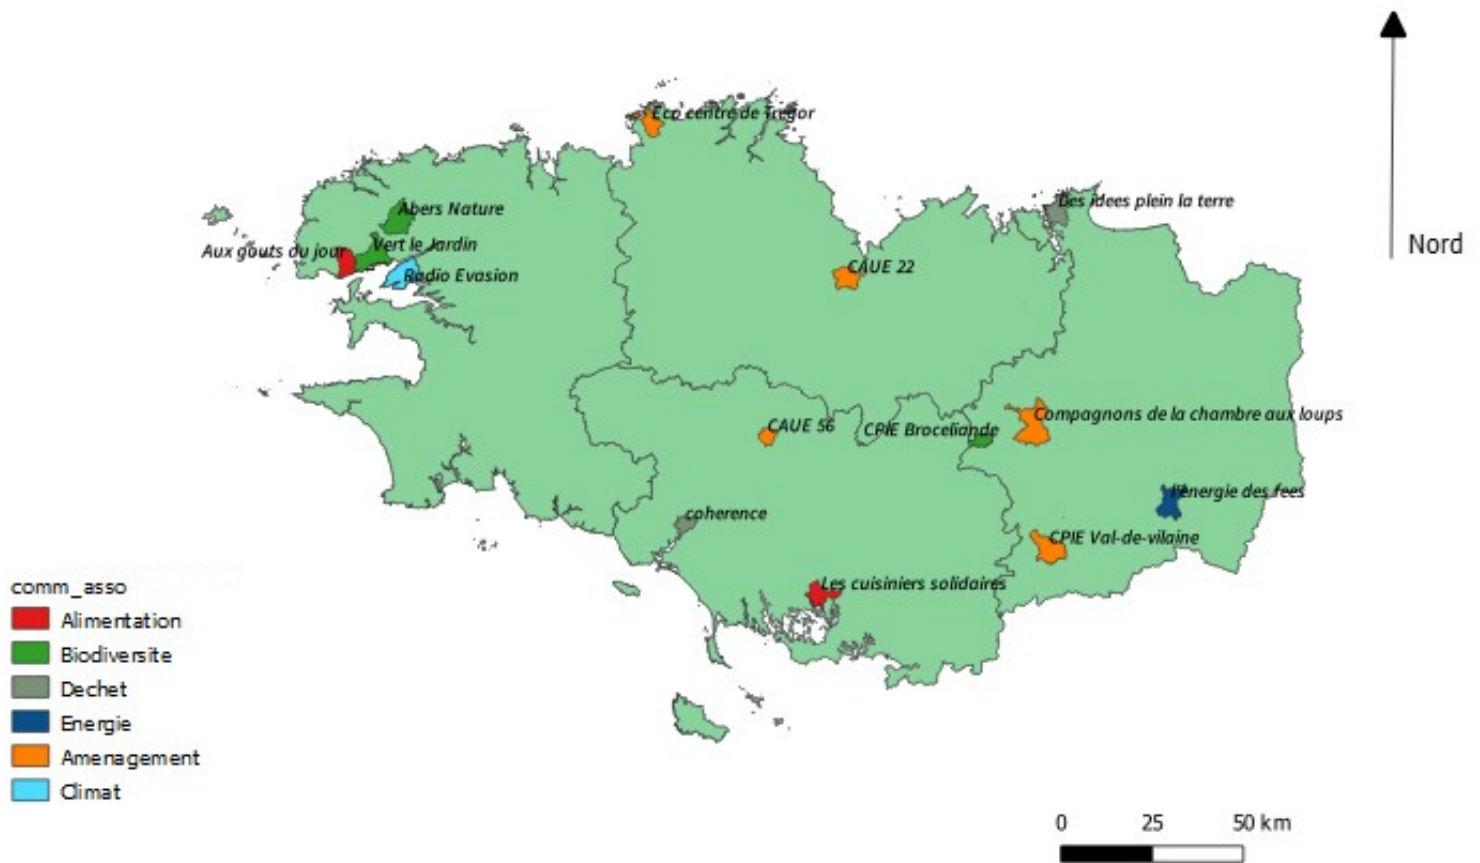 Eco centre de Tregor
Abers Nature
Des idees plein la terre
Vert le Jardin
Aux gouts du jour
Nord
Radio Evasion
CAUE 22
Compagnons de la chambre aux loups
CAUE 56
CPIE Broceliande
l'energie des fees
coherence
CPIE Val-de-vilaine
Les cuisiniers solidaires
comm_asso
Alimentation
Biodiversite
Dechet
Energie
Amenagement
Climat
0 25 50 km